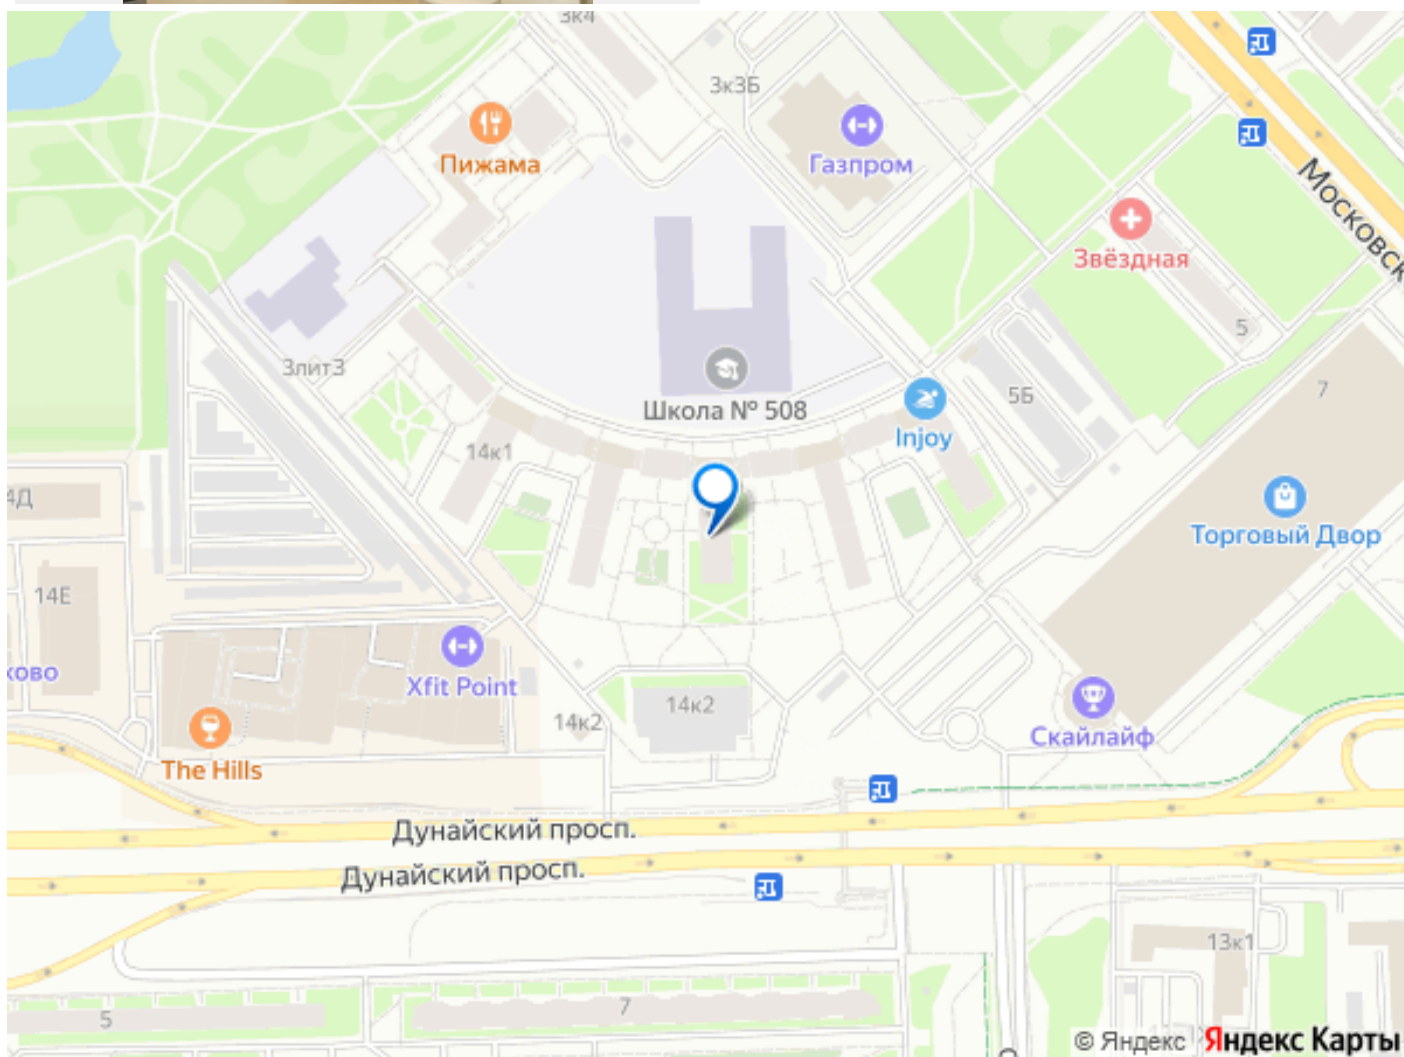 3к4
3к3Б
Пижама
Газпром
Московск
Звёздная
5
3лит3
Школа № 508
5Б
7
Injoy
14к1
4Д
Торговый Двор
14Е
ково
Xfit Point
14к2
14к2
Скайлайф
The Hills
Дунайский просп.
Дунайский просп.
13к1
7
5
© Яндекс Яндекс Карты